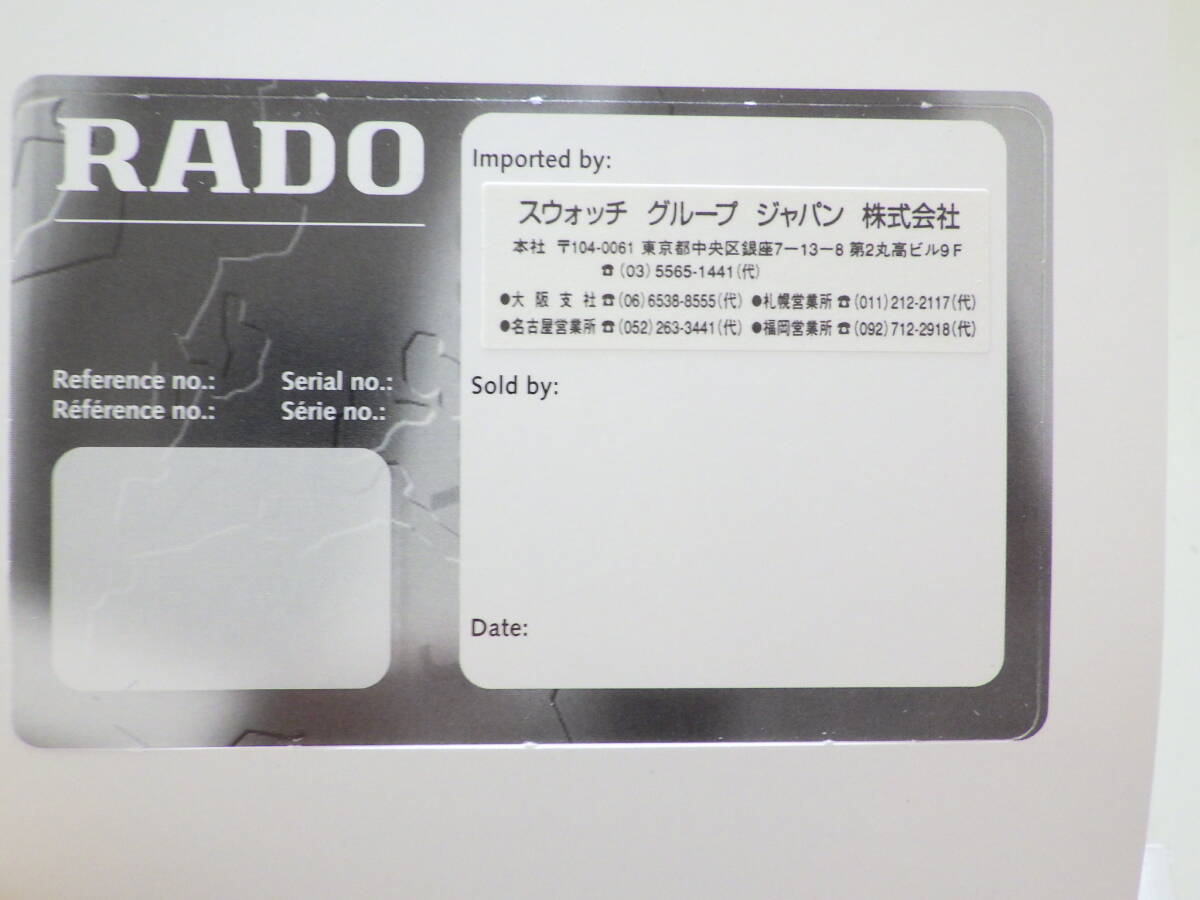 RADO
Reference no.: Serial no.:
Référence no.: Série no.:
Imported by:
スウォッチ グループ ジャパン 株式会社
本社 〒104-0061 東京都中央区銀座7ー13ー8 第2丸高ビル9F
☎(03)5565-1441(代)
●大阪支社☎(06)6538-8555(代) ●札幌営業所☎(011)212-2117(代)
●名古屋営業所☎(052)263-3441(代) ●福岡営業所☎(092)712-2918(代)
Sold by:
Date: